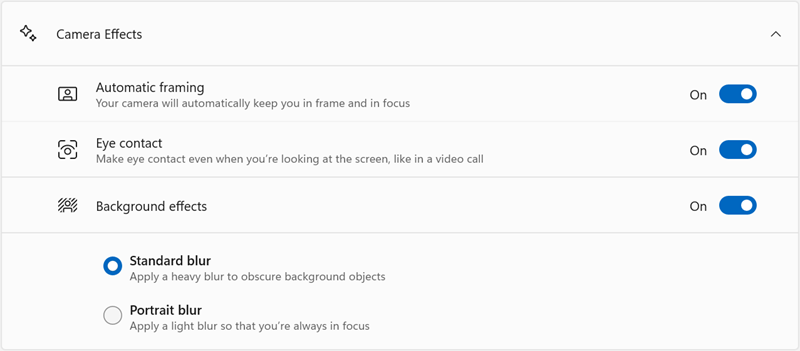 Camera Effects
Automatic framing
Your camera will automatically keep you in frame and in focus
On
Eye contact
Make eye contact even when you're looking at the screen, like in a video call
On
Background effects
On
Standard blur
Apply a heavy blur to obscure background objects
Portrait blur
Apply a light blur so that you're always in focus